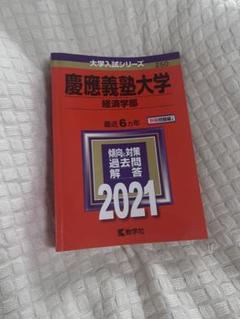 大学入試シリーズ
250
慶應義塾大学
経済学部
最近6カ年
傾向と対策
過去問
解答
2021
教学社